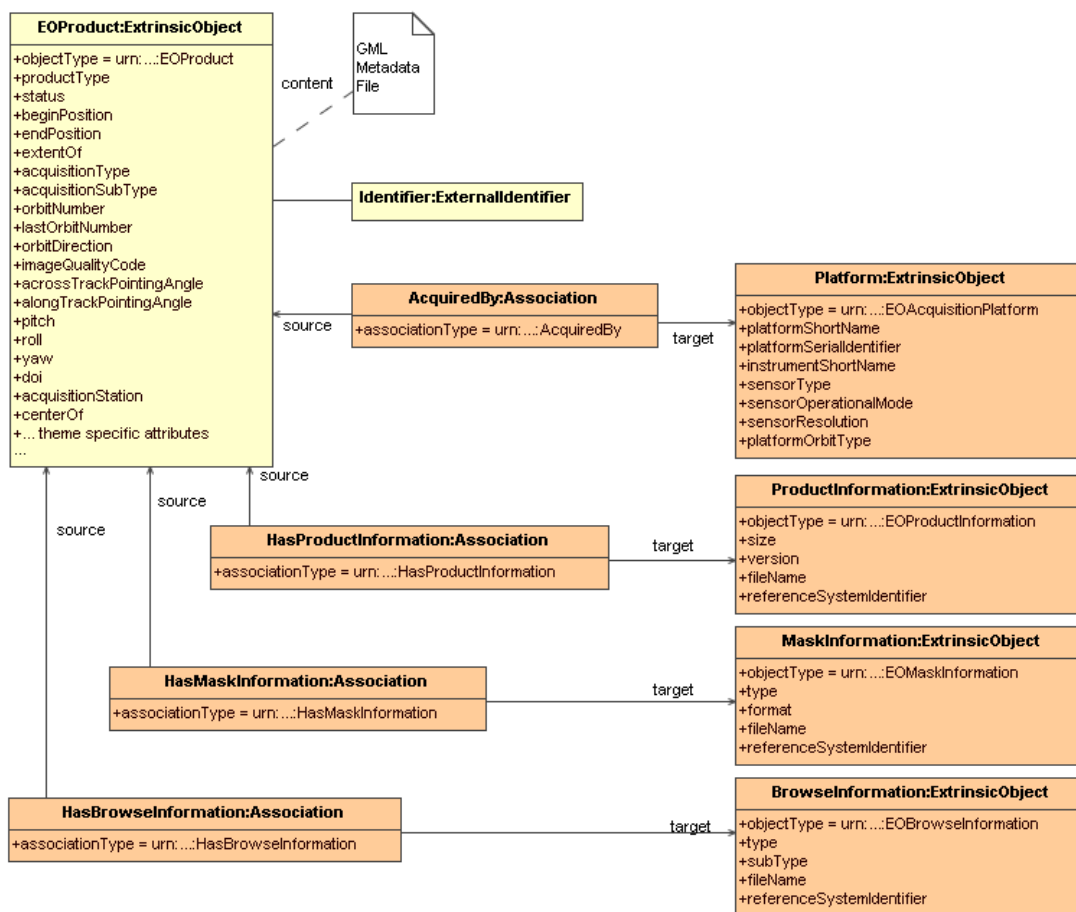 EOProduct:ExtrinsicObject
+objectType = urn:...:EOProduct
+productType
+status
+beginPosition
+endPosition
+extentOf
+acquisitionType
+acquisitionSubType
+orbitNumber
+lastOrbitNumber
+orbitDirection
+imageQualityCode
+acrossTrackPointingAngle
+alongTrackPointingAngle
+pitch
+roll
+yaw
+doi
+acquisitionStation
+centerOf
+... theme specific attributes
...
content
GML
Metadata
File
Identifier:ExternalIdentifier
AcquiredBy:Association
+associationType = urn:...:AcquiredBy
source
target
Platform:ExtrinsicObject
+objectType = urn:...:EOAcquisitionPlatform
+platformShortName
+platformSerialIdentifier
+instrumentShortName
+sensorType
+sensorOperationalMode
+sensorResolution
+platformOrbitType
source
source
source
HasProductInformation:Association
+associationType = urn:...:HasProductInformation
target
ProductInformation:ExtrinsicObject
+objectType = urn:...:EOProductInformation
+size
+version
+fileName
+referenceSystemIdentifier
HasMaskInformation:Association
+associationType = urn:...:HasMaskInformation
target
MaskInformation:ExtrinsicObject
+objectType = urn:...:EOMaskInformation
+type
+format
+fileName
+referenceSystemIdentifier
HasBrowseInformation:Association
+associationType = urn:...:HasBrowseInformation
target
BrowseInformation:ExtrinsicObject
+objectType = urn:...:EOBrowseInformation
+type
+subType
+fileName
+referenceSystemIdentifier